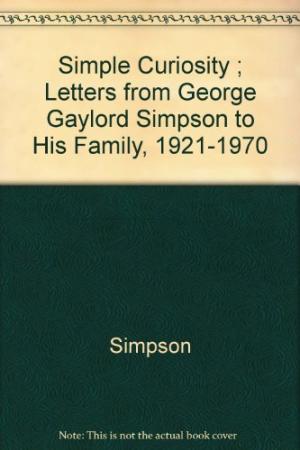 Simple Curiosity ;
Letters from George
Gaylord Simpson to
His Family, 1921-1970
Simpson
Note: This is not the actual book cover